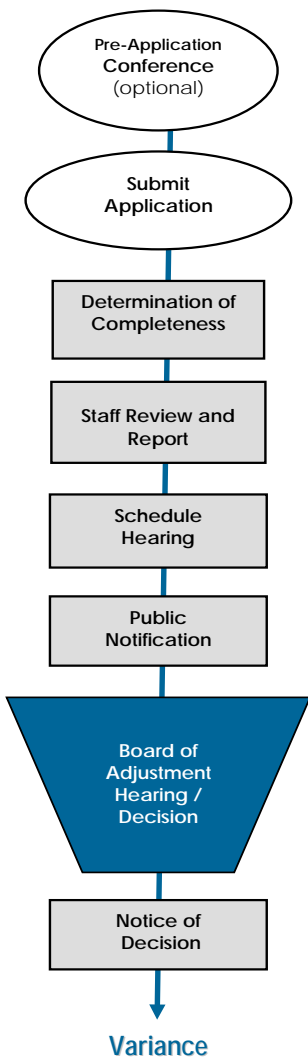 Pre-Application
Conference
(optional)
Submit
Application
Determination of
Completeness
Staff Review and
Report
Schedule
Hearing
Public
Notification
Board of
Adjustment
Hearing /
Decision
Notice of
Decision
Variance